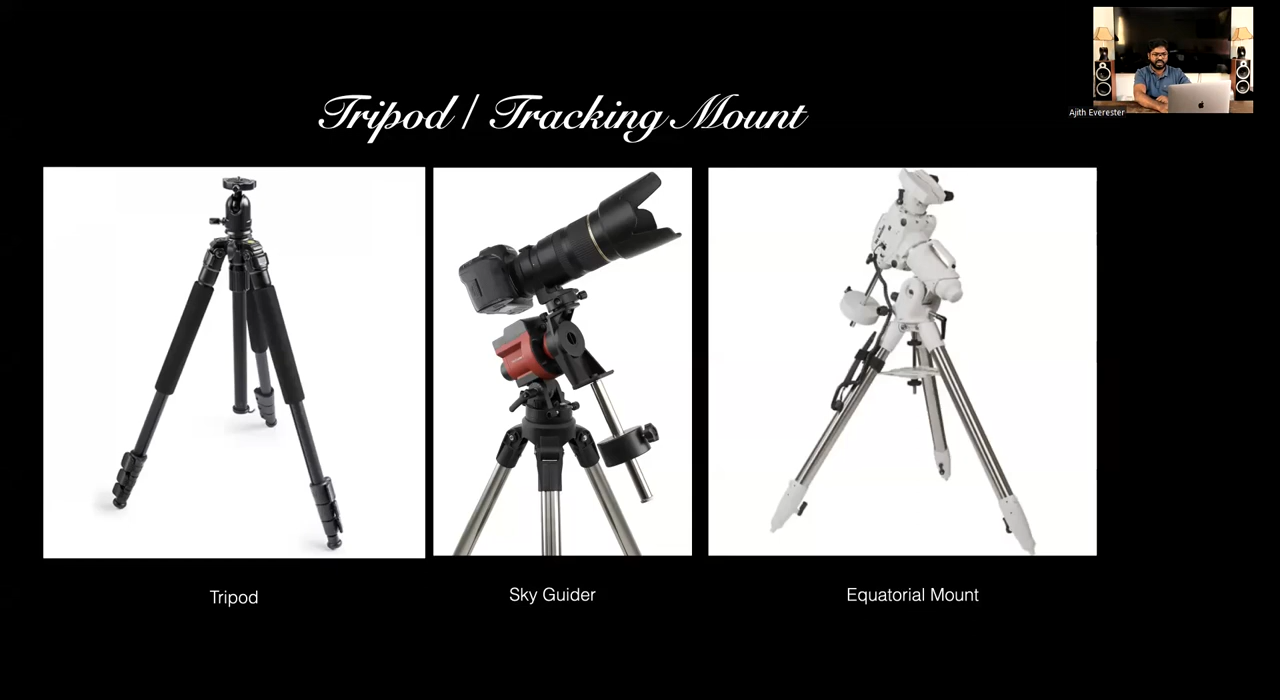 Ajith Everester
Tripod / Tracking Mount
Tripod
Sky Guider
Equatorial Mount